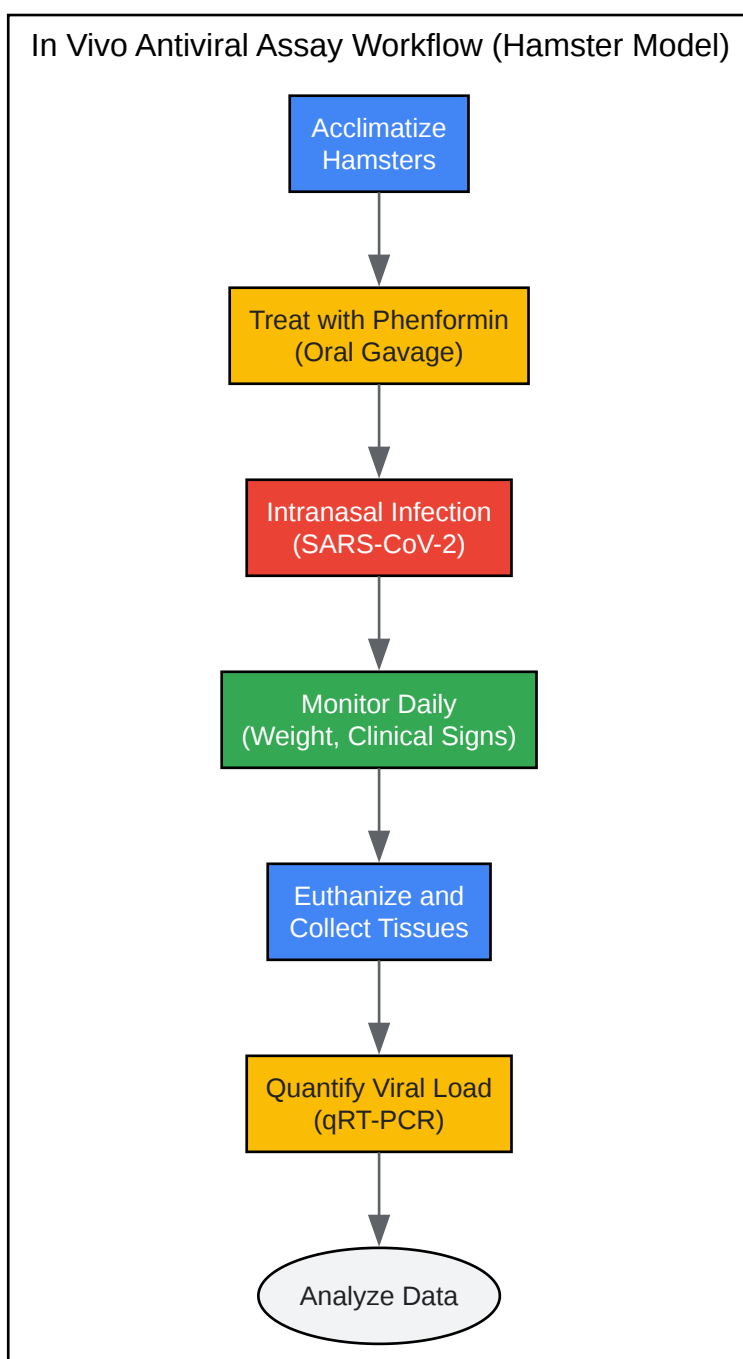 In Vivo Antiviral Assay Workflow (Hamster Model)
Acclimatize
Hamsters
Treat with Phenformin
(Oral Gavage)
Intranasal Infection
(SARS-CoV-2)
Monitor Daily
(Weight, Clinical Signs)
Euthanize and
Collect Tissues
Quantify Viral Load
(qRT-PCR)
Analyze Data